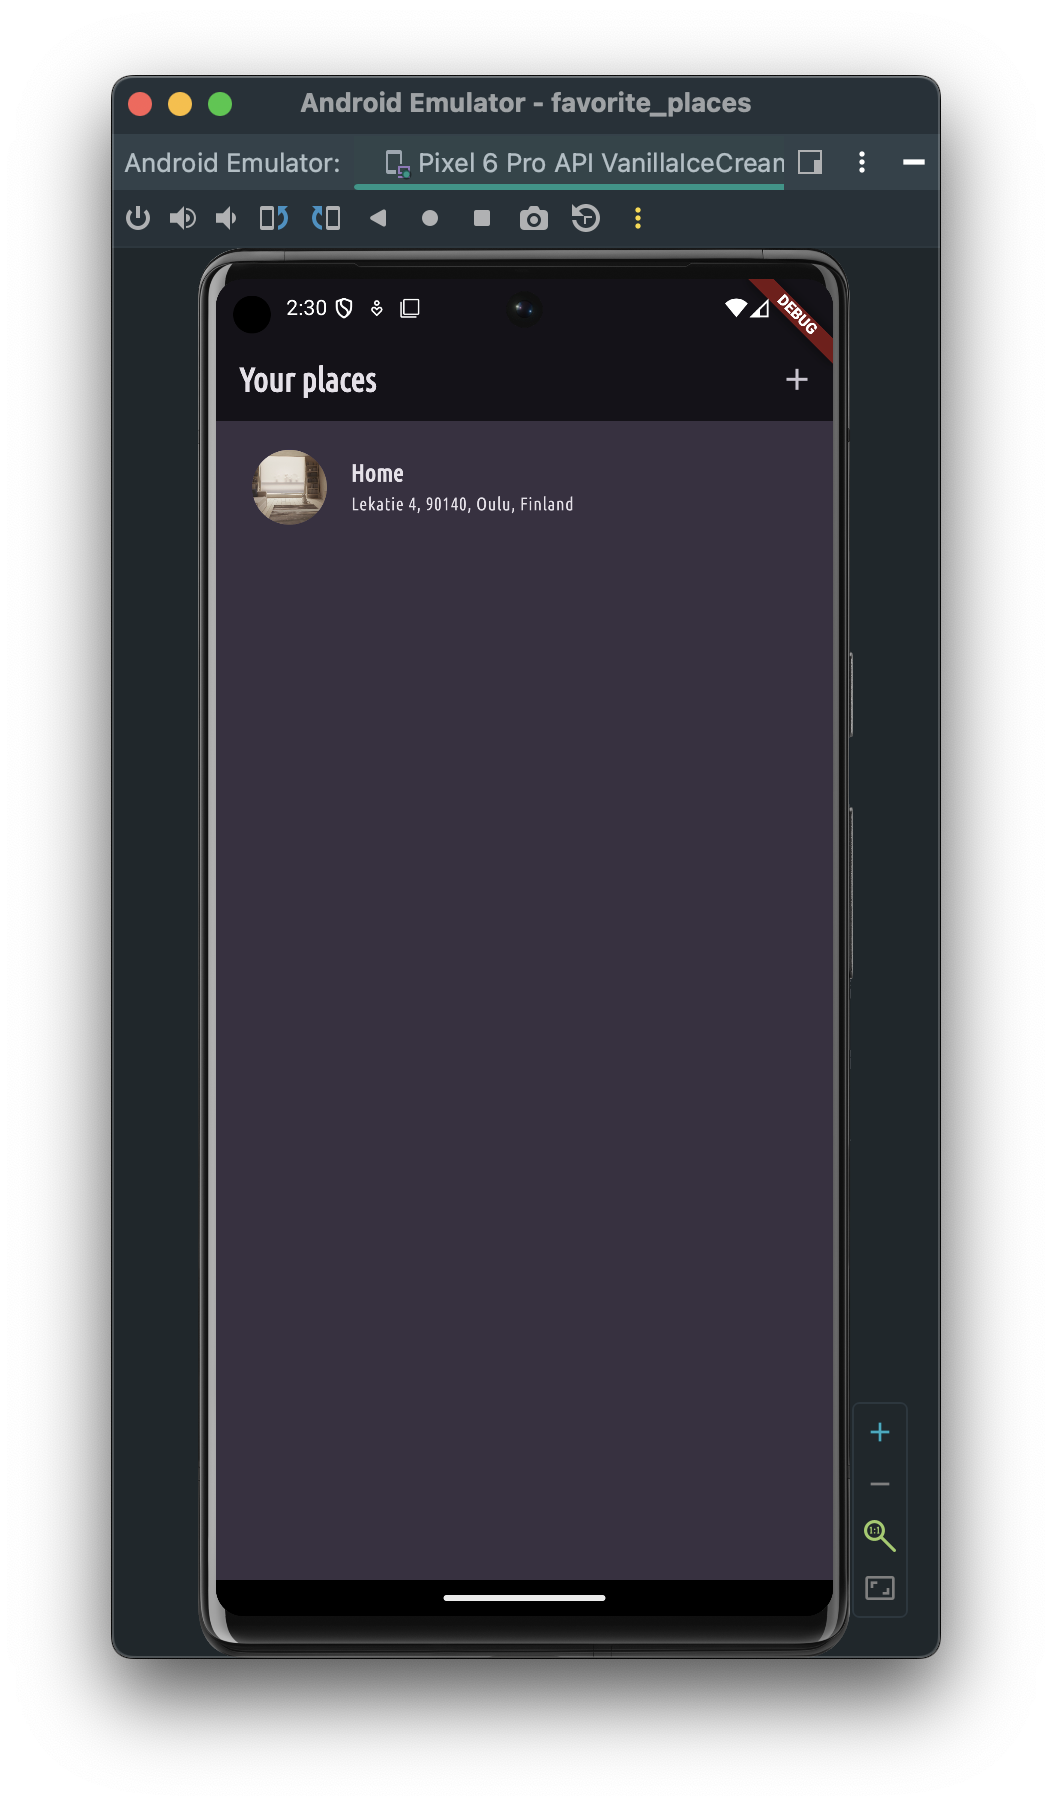 Android Emulator - favorite_places
Android Emulator: Pixel 6 Pro API VanillaIceCrean
2:30
DEBUG
Your places
Home
Lekatie 4, 90140, Oulu, Finland
1:1